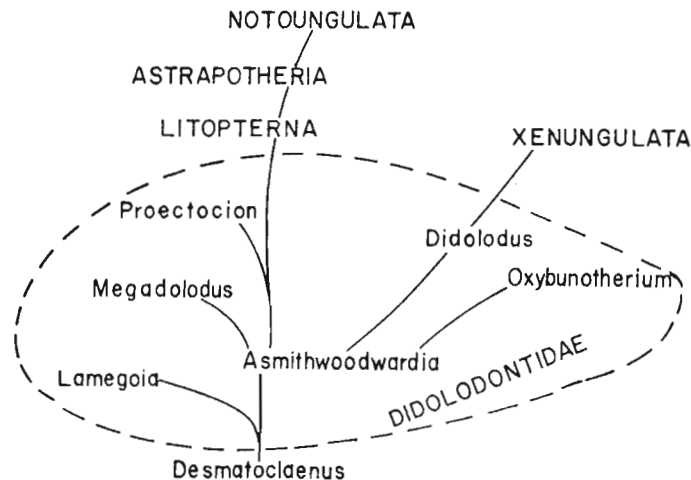 NOTOUNGULATA
ASTRAPOTHERIA
LITOPTERNA
XENUNGULATA
Proectocion
Didolodus
Megadolodus
Oxybunotherium
Asmithwoodwardia
Lamegoia
DIDOLODONTIDAE
Desmatoclaenus